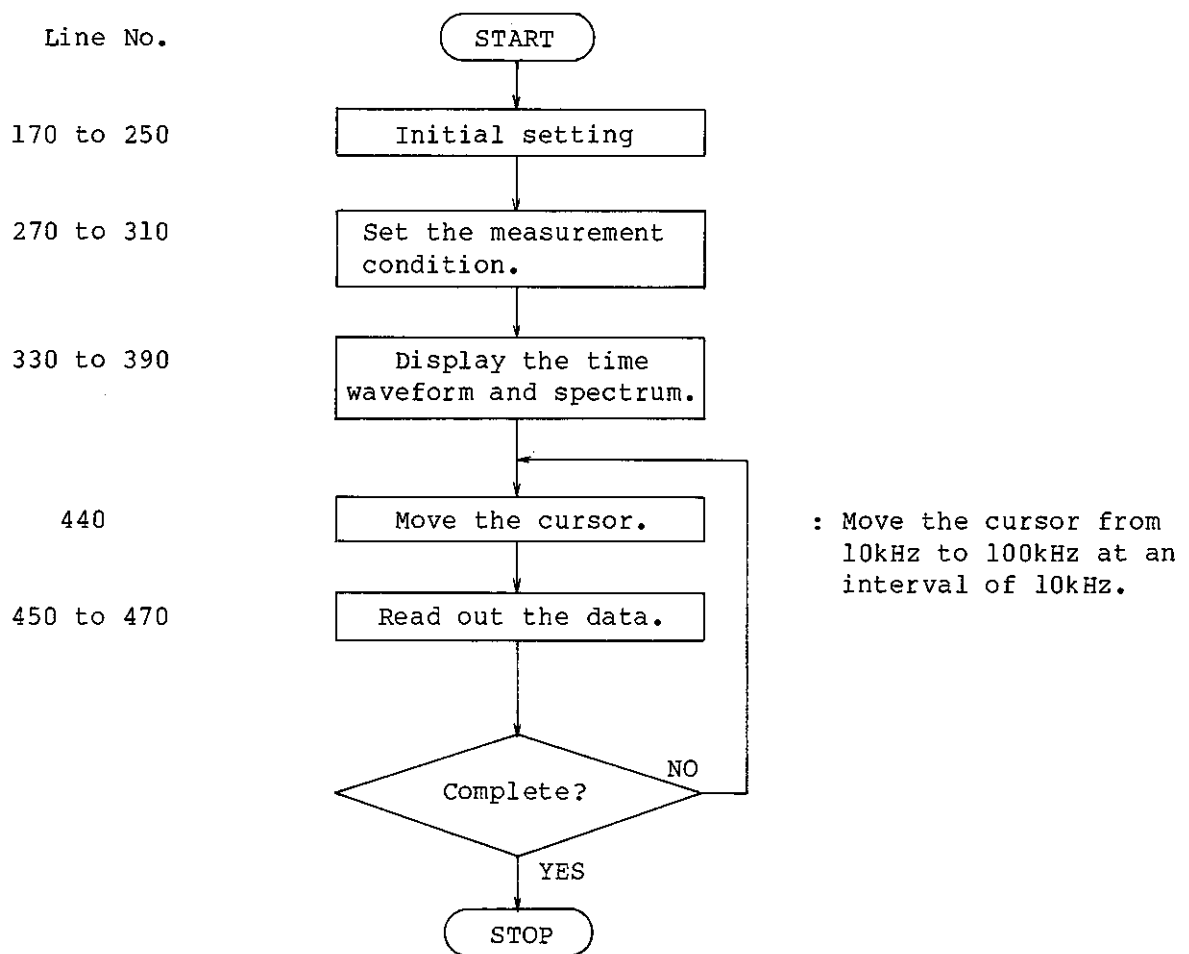 Line No.
START
170 to 250
Initial setting
270 to 310
Set the measurement
condition.
330 to 390
Display the time
waveform and spectrum.
440
Move the cursor.
: Move the cursor from
10kHz to 100kHz at an
interval of 10kHz.
450 to 470
Read out the data.
Complete?
NO
YES
STOP